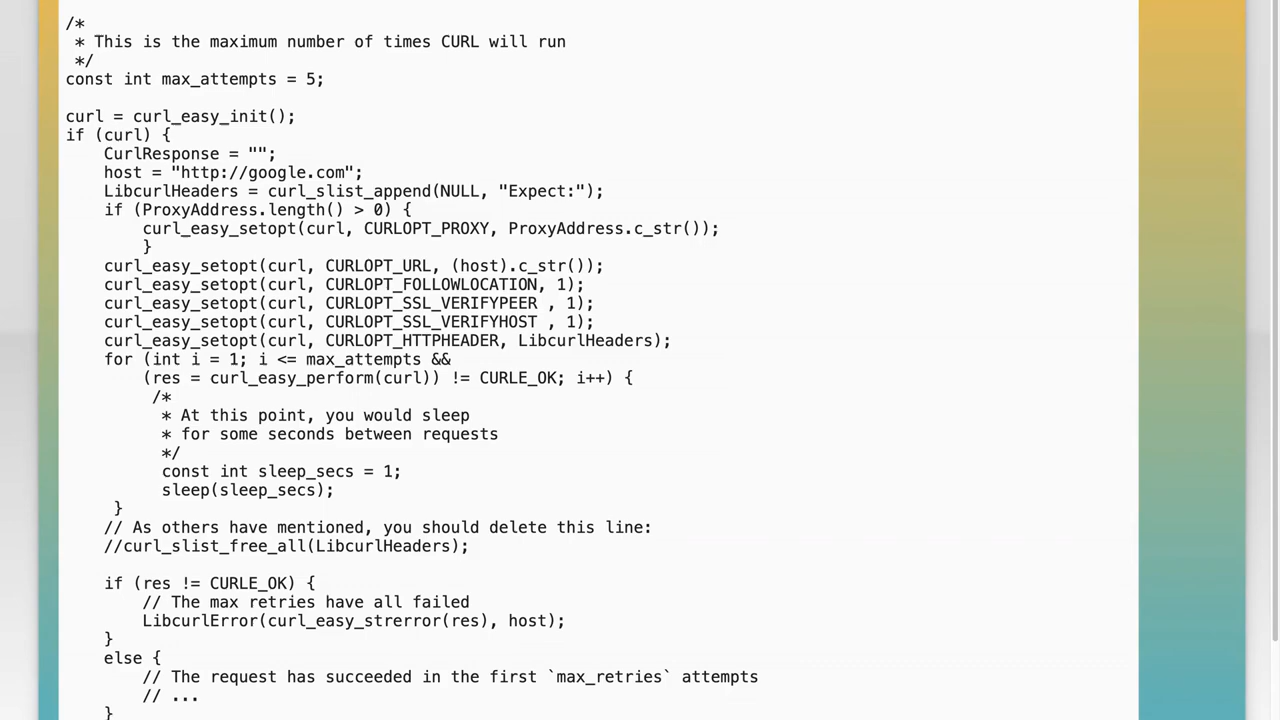 /*
 * This is the maximum number of times CURL will run
 */
const int max_attempts = 5;

curl = curl_easy_init();
if (curl) {
    CurlResponse = "";
    host = "http://google.com";
    LibcurlHeaders = curl_slist_append(NULL, "Expect:");
    if (ProxyAddress.length() > 0) {
        curl_easy_setopt(curl, CURLOPT_PROXY, ProxyAddress.c_str());
        }
    curl_easy_setopt(curl, CURLOPT_URL, (host).c_str());
    curl_easy_setopt(curl, CURLOPT_FOLLOWLOCATION, 1);
    curl_easy_setopt(curl, CURLOPT_SSL_VERIFYPEER , 1);
    curl_easy_setopt(curl, CURLOPT_SSL_VERIFYHOST , 1);
    curl_easy_setopt(curl, CURLOPT_HTTPHEADER, LibcurlHeaders);
    for (int i = 1; i <= max_attempts &&
        (res = curl_easy_perform(curl)) != CURLE_OK; i++) {
         /*
          * At this point, you would sleep
          * for some seconds between requests
          */
          const int sleep_secs = 1;
          sleep(sleep_secs);
     }
    // As others have mentioned, you should delete this line:
    //curl_slist_free_all(LibcurlHeaders);

    if (res != CURLE_OK) {
        // The max retries have all failed
        LibcurlError(curl_easy_strerror(res), host);
    }
    else {
        // The request has succeeded in the first `max_retries` attempts
        // ...
    }